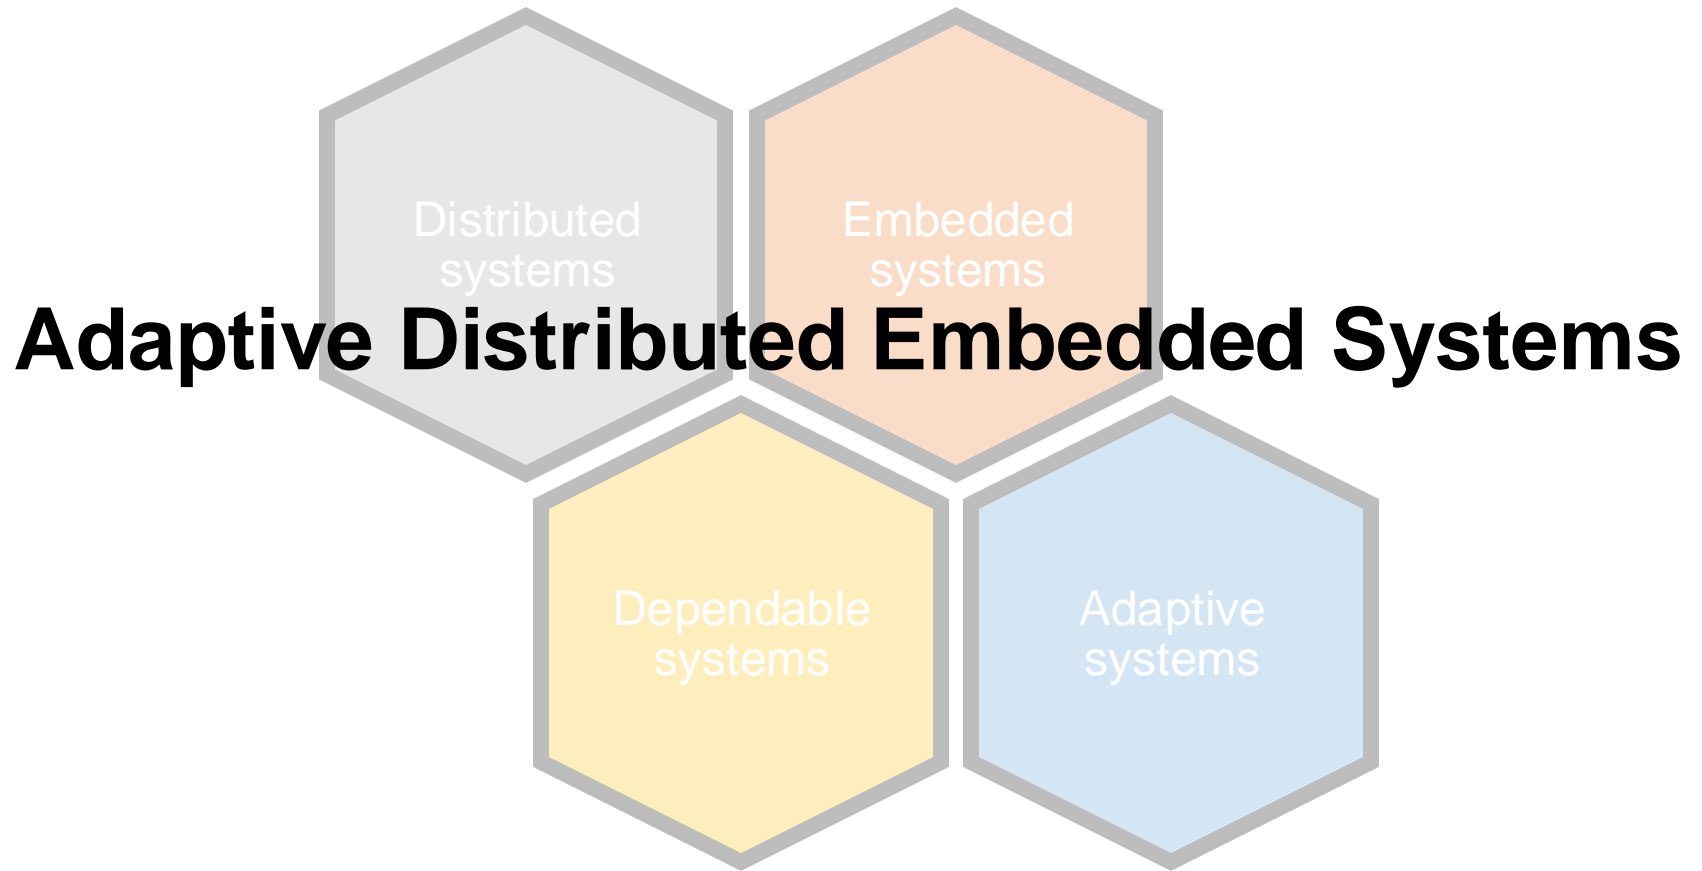 Distributed
systems
Embedded
systems
Adaptive Distributed Embedded Systems
Dependable
systems
Adaptive
systems